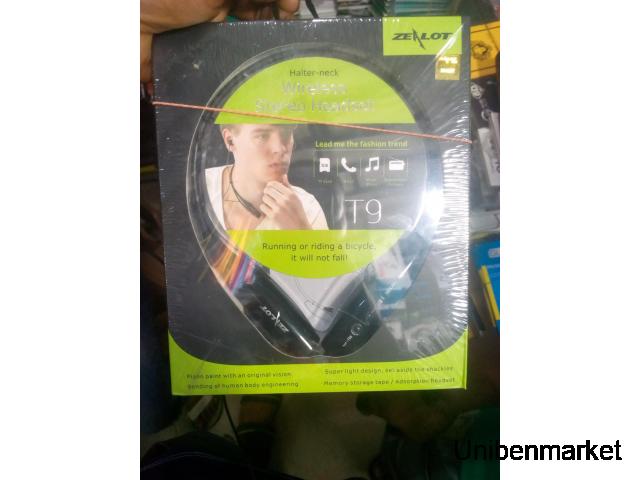 ZEALOT
Halter-neck
Wireless
Stereo Headset
Lead me the fashion trend
T9
Running or riding a bicycle,
it will not fall!
ZEALOT
Piano paint with an original vision
Bending of human body engineering
Super light design, set aside the shackles
Memory storage tape / Adsorption headset
Unibenmarket